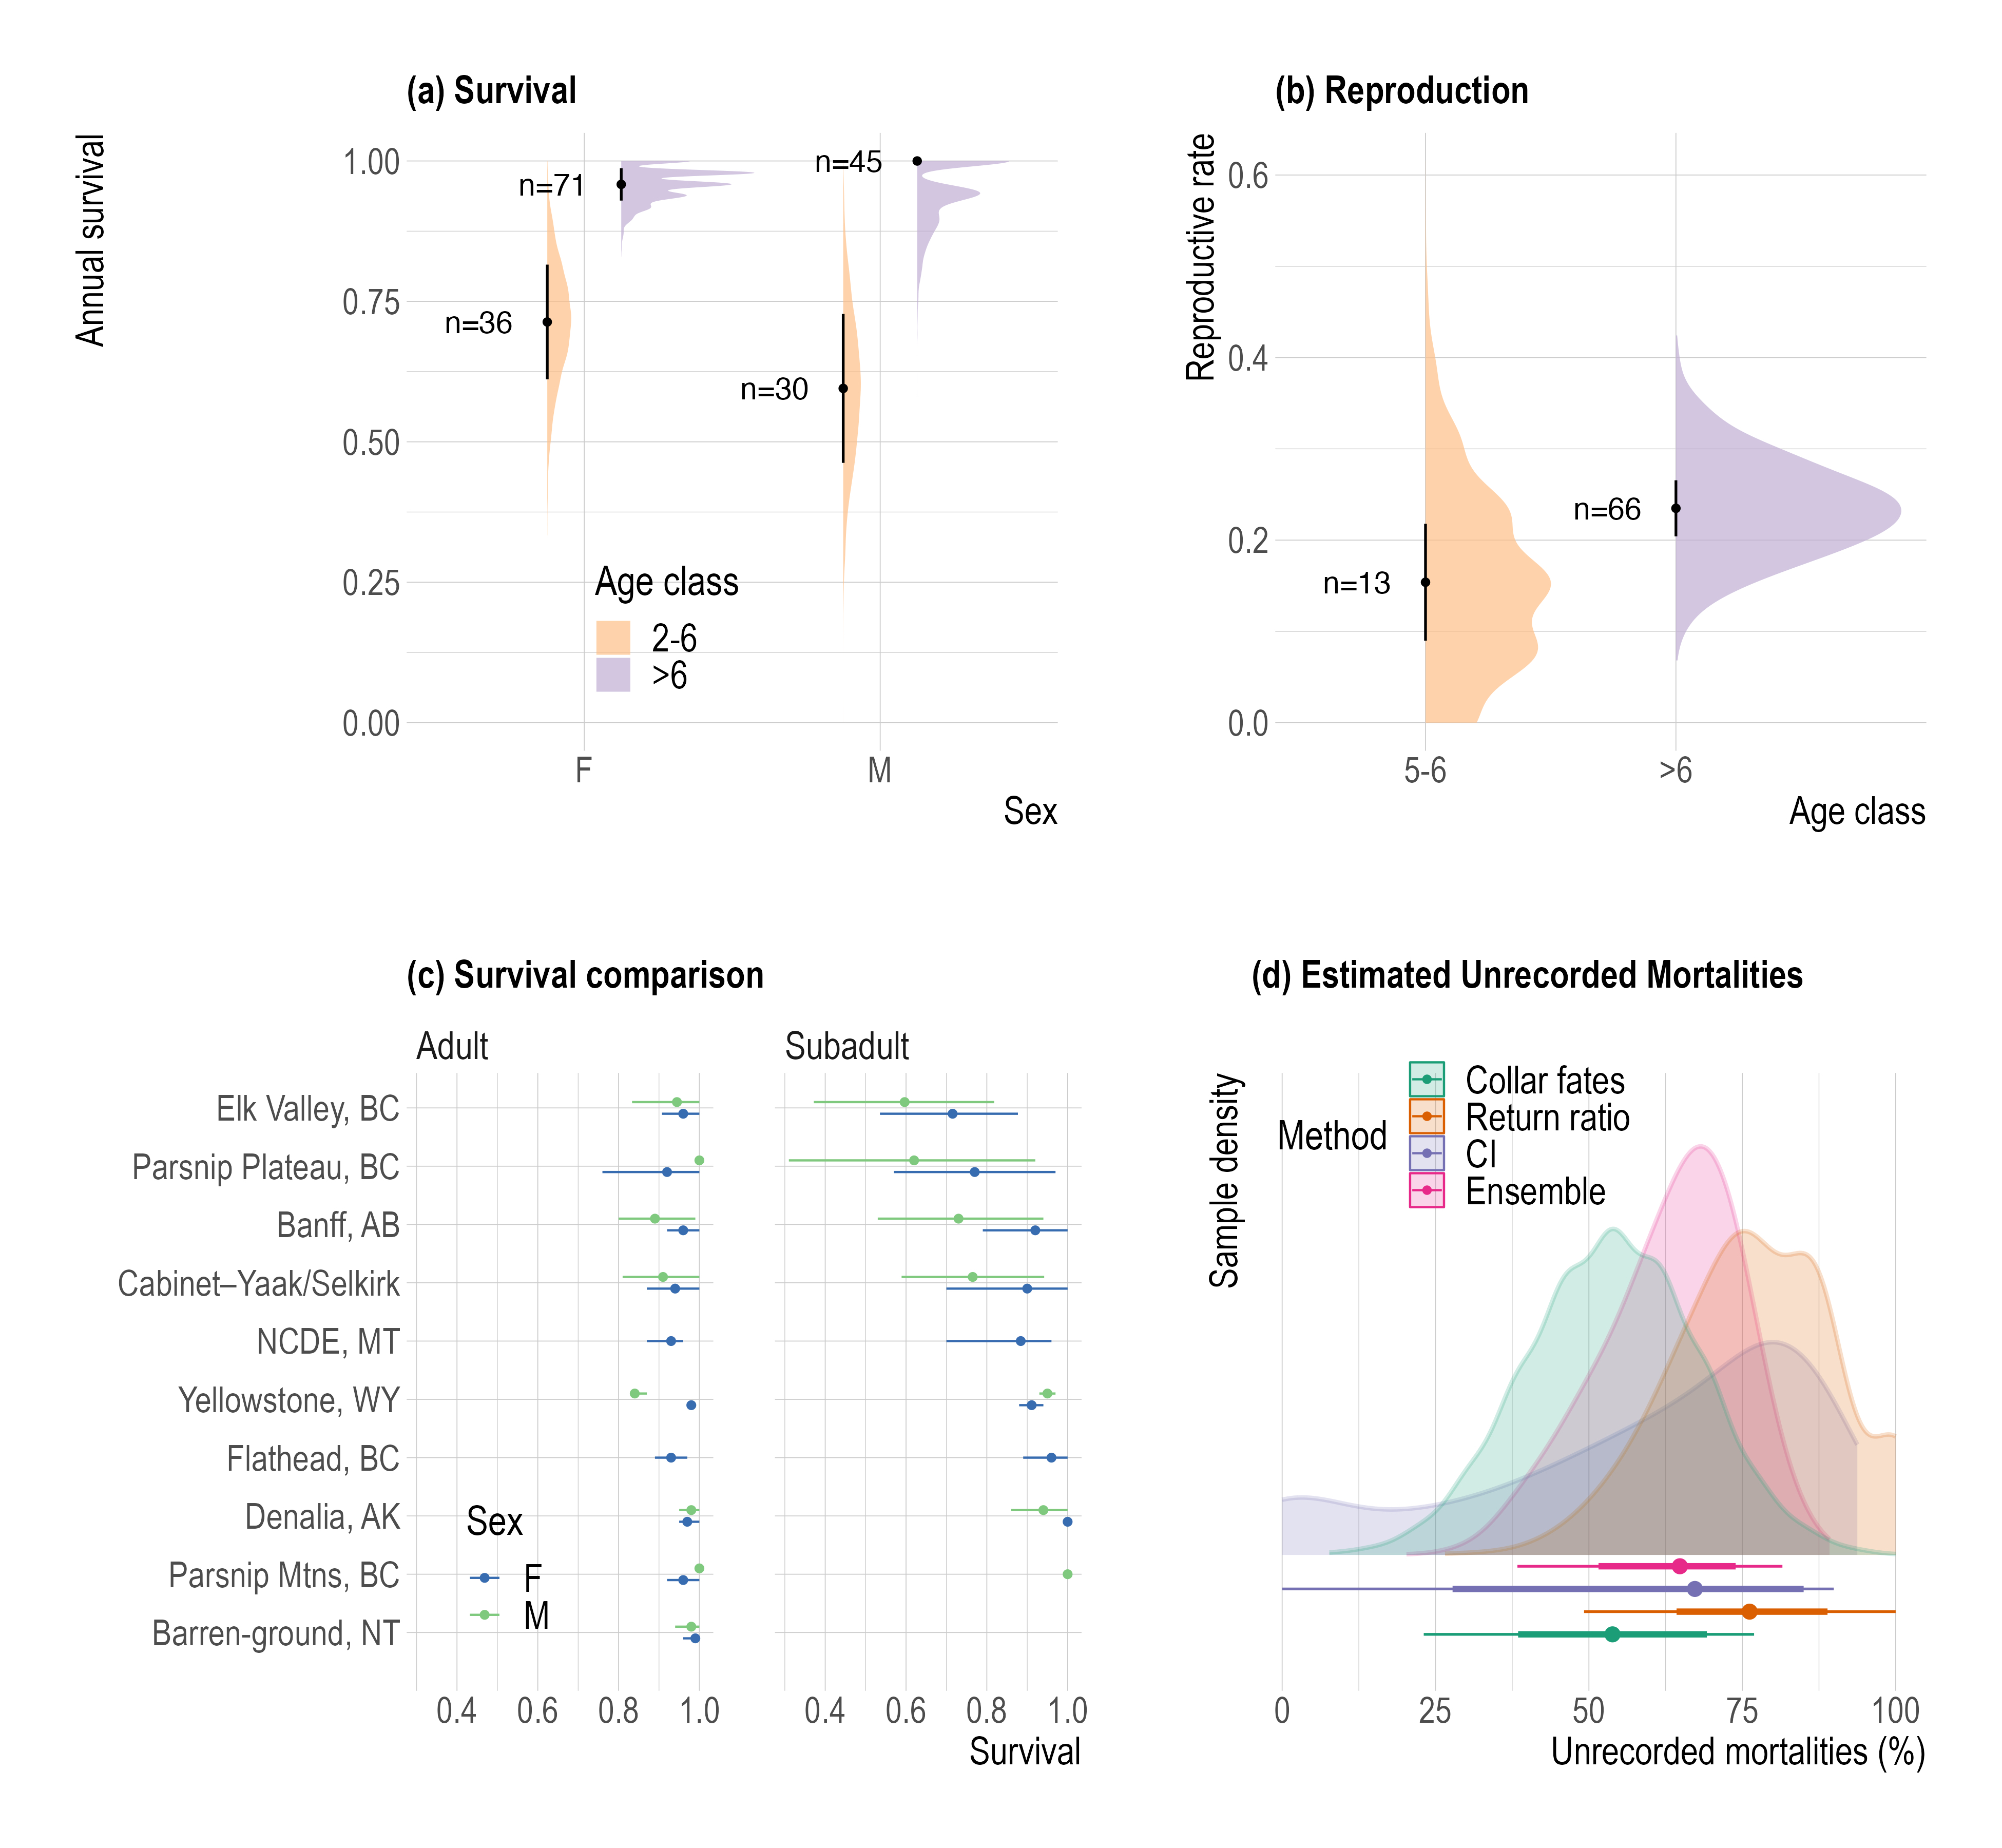 (a) Survival
Annual survival
1.00
0.75
0.50
0.25
0.00
n=71
n=45
n=36
n=30
Age class
2-6
>6
F
M
Sex
(b) Reproduction
Reproductive rate
0.6
0.4
0.2
0.0
n=66
n=13
5-6
>6
Age class
(c) Survival comparison
Adult
Subadult
Elk Valley, BC
Parsnip Plateau, BC
Banff, AB
Cabinet–Yaak/Selkirk
NCDE, MT
Yellowstone, WY
Flathead, BC
Denalia, AK
Parsnip Mtns, BC
Barren-ground, NT
Sex
F
M
0.4 0.6 0.8 1.0
0.4 0.6 0.8 1.0
Survival
(d) Estimated Unrecorded Mortalities
Sample density
Method
Collar fates
Return ratio
CI
Ensemble
0 25 50 75 100
Unrecorded mortalities (%)